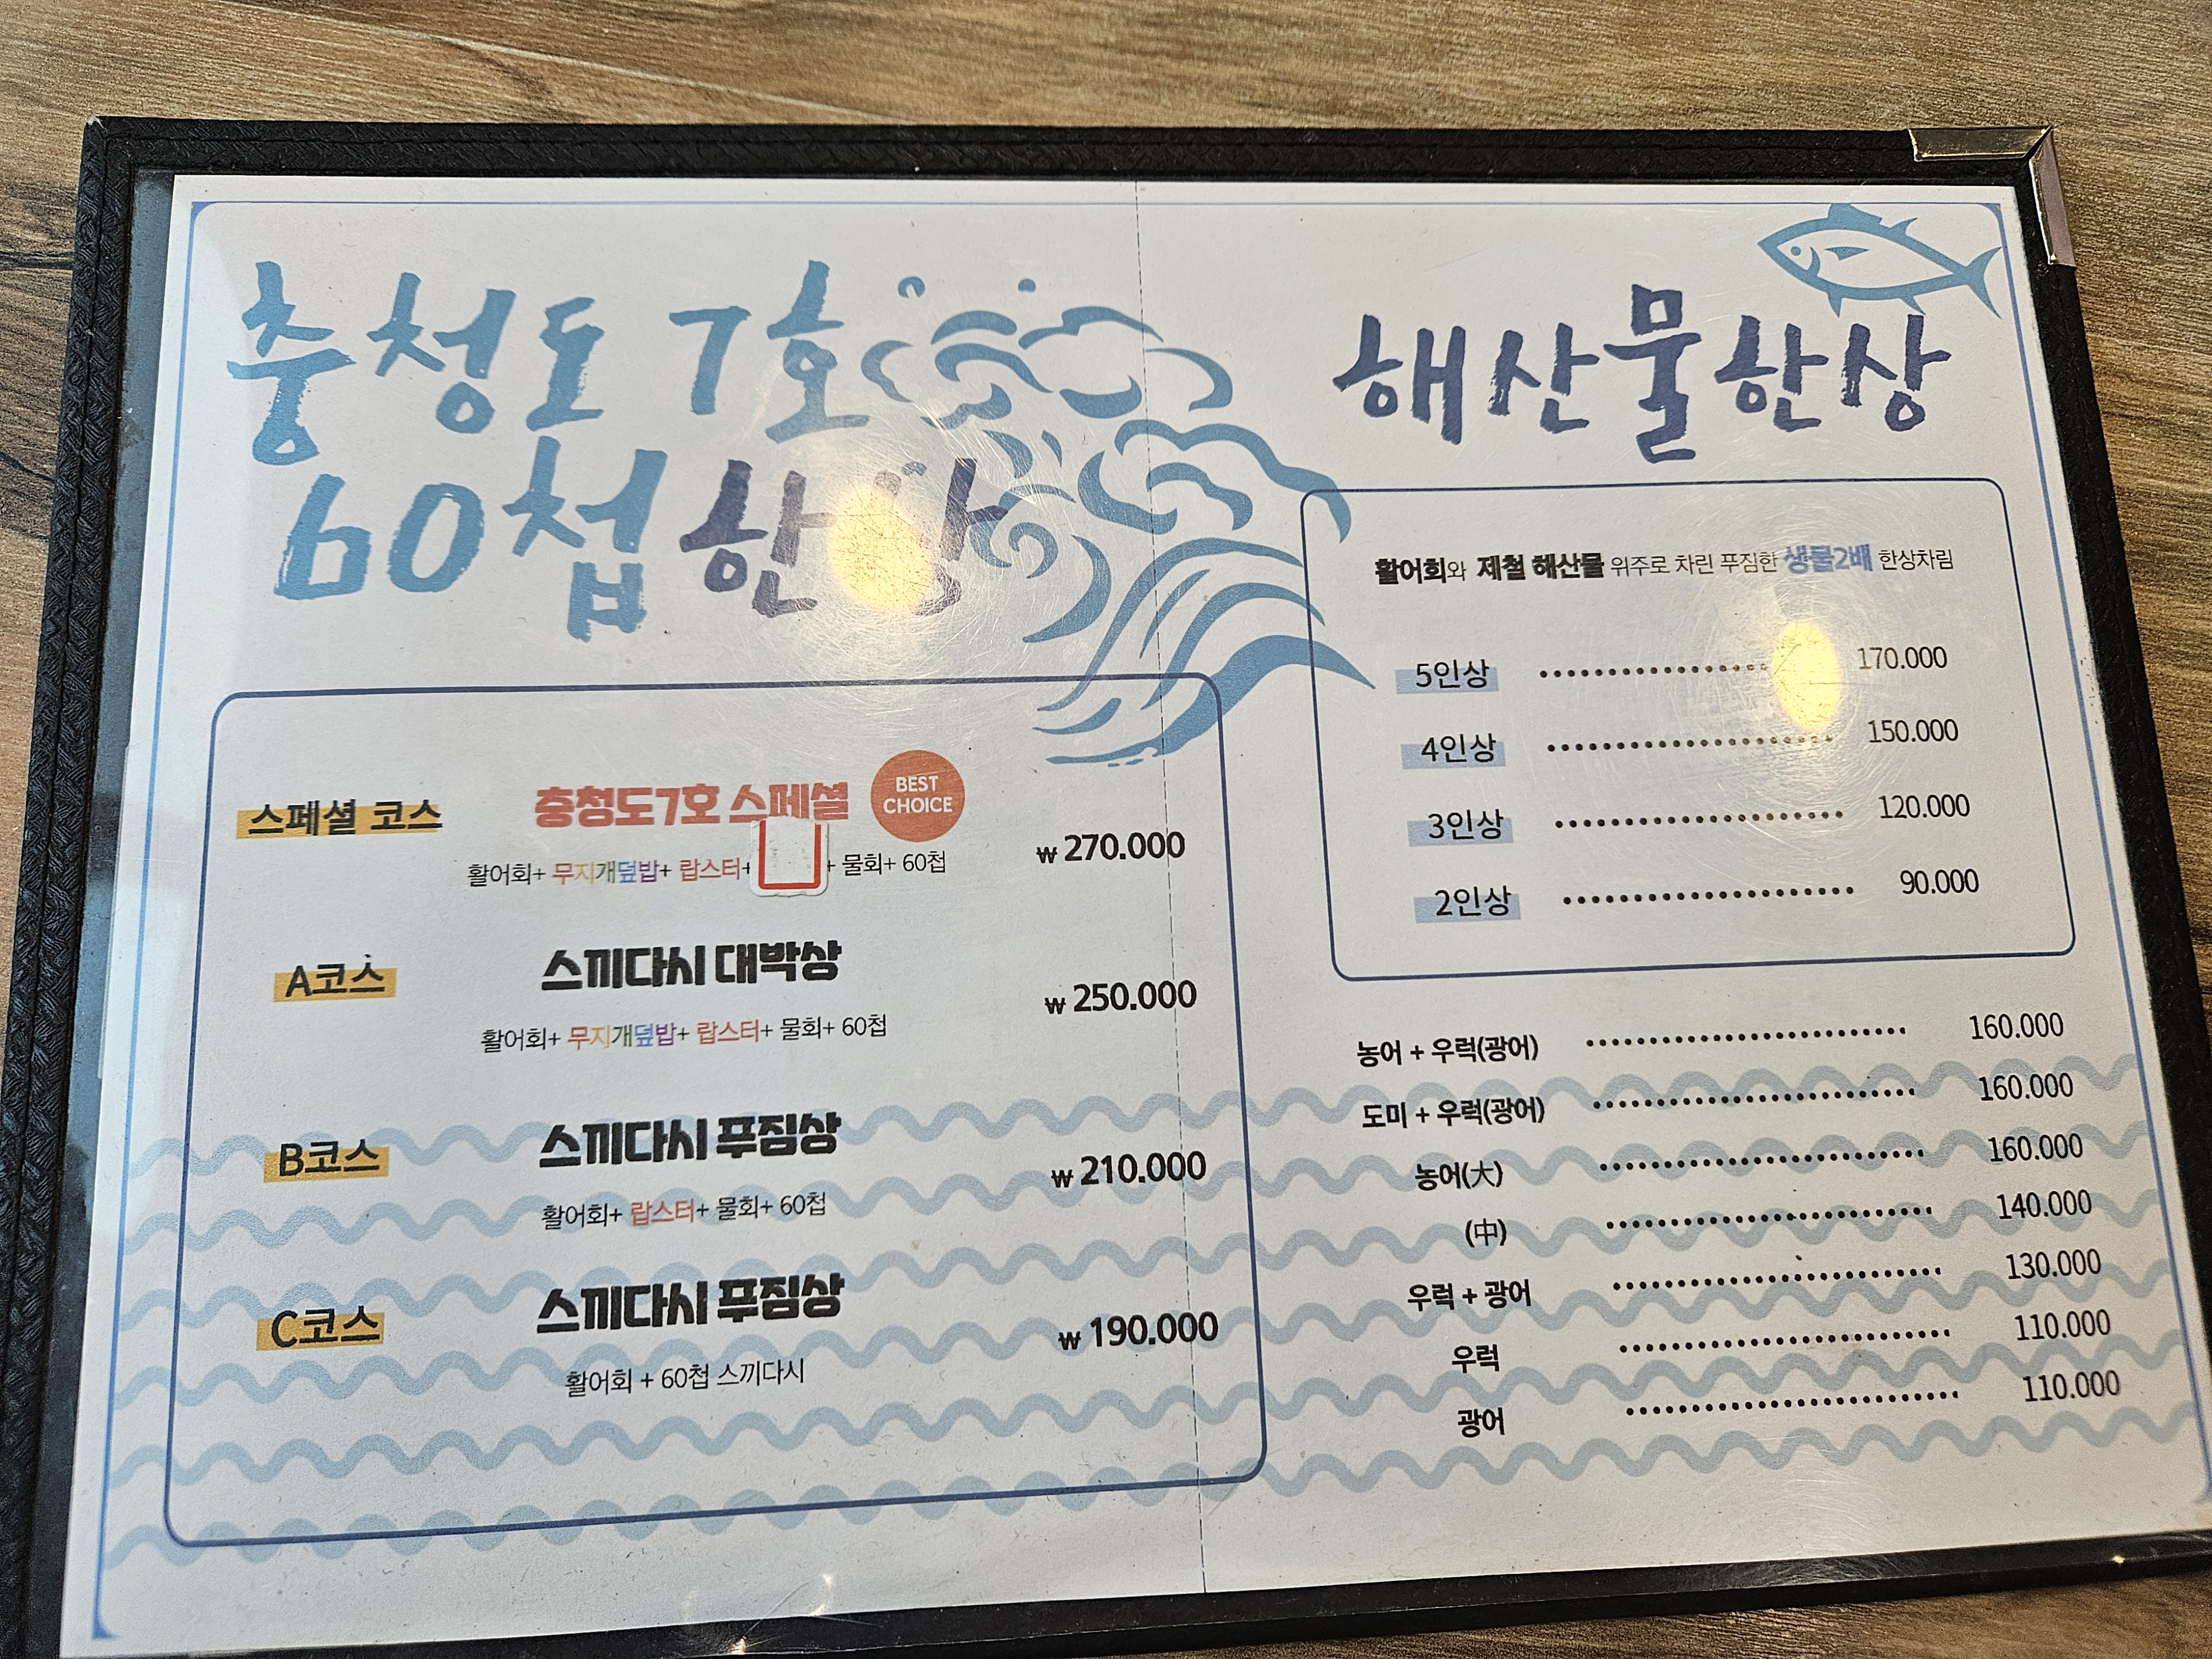 충청도 7호
60첩 한상
스페셜 코스
충청도7호 스페셜
BEST
CHOICE
₩ 270.000
활어회+ 무지개덮밥+ 랍스터+ + 물회+ 60첩
A코스
스끼다시 대박상
₩ 250.000
활어회+ 무지개덮밥+ 랍스터+ 물회+ 60첩
B코스
스끼다시 푸짐상
₩ 210.000
활어회+ 랍스터+ 물회+ 60첩
C코스
스끼다시 푸짐상
₩ 190.000
활어회 + 60첩 스끼다시
해산물한상
활어회와 제철 해산물 위주로 차린 푸짐한 생물2배 한상차림
5인상 170.000
4인상 150.000
3인상 120.000
2인상 90.000
농어 + 우럭(광어) 160.000
도미 + 우럭(광어) 160.000
농어(大) 160.000
(中) 140.000
우럭 + 광어 130.000
우럭 110.000
광어 110.000